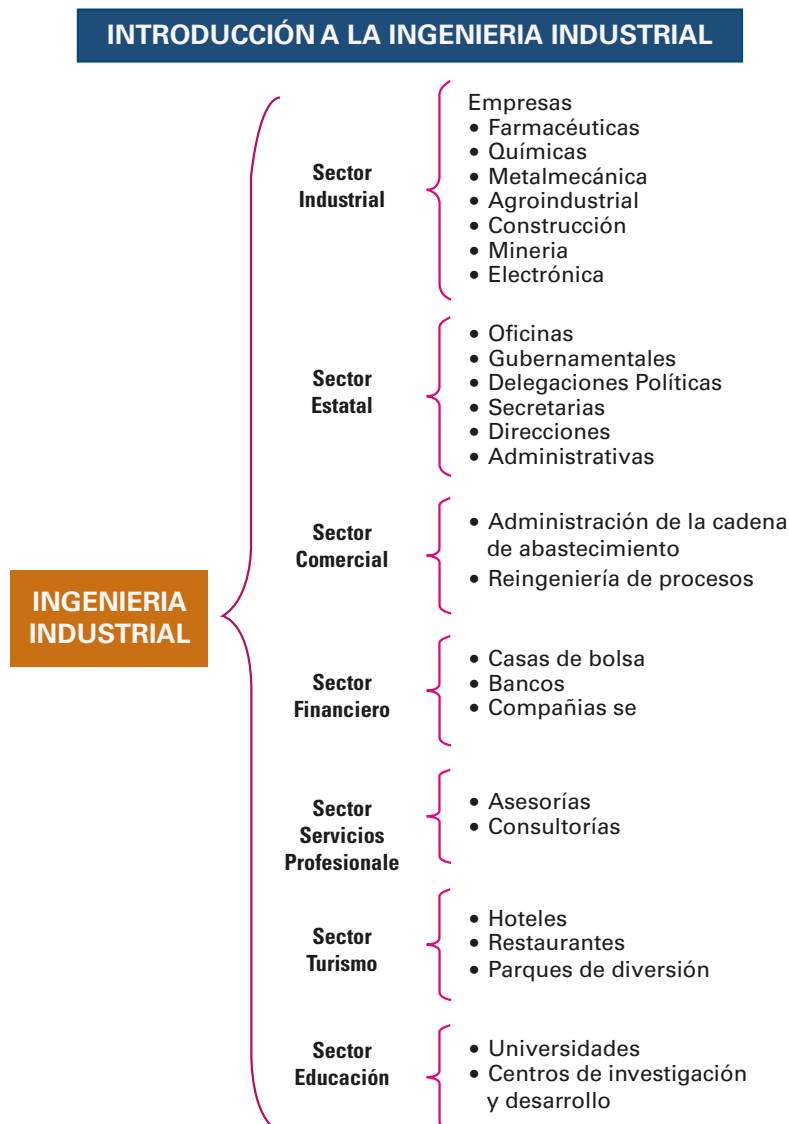 INTRODUCCIÓN A LA INGENIERIA INDUSTRIAL
INGENIERIA
INDUSTRIAL
Sector
Industrial
Empresas
• Farmacéuticas
• Químicas
• Metalmecánica
• Agroindustrial
• Construcción
• Mineria
• Electrónica
Sector
Estatal
• Oficinas
• Gubernamentales
• Delegaciones Políticas
• Secretarias
• Direcciones
• Administrativas
Sector
Comercial
• Administración de la cadena
de abastecimiento
• Reingeniería de procesos
Sector
Financiero
• Casas de bolsa
• Bancos
• Compañias se
Sector
Servicios
Profesionale
• Asesorías
• Consultorías
Sector
Turismo
• Hoteles
• Restaurantes
• Parques de diversión
Sector
Educación
• Universidades
• Centros de investigación
y desarrollo